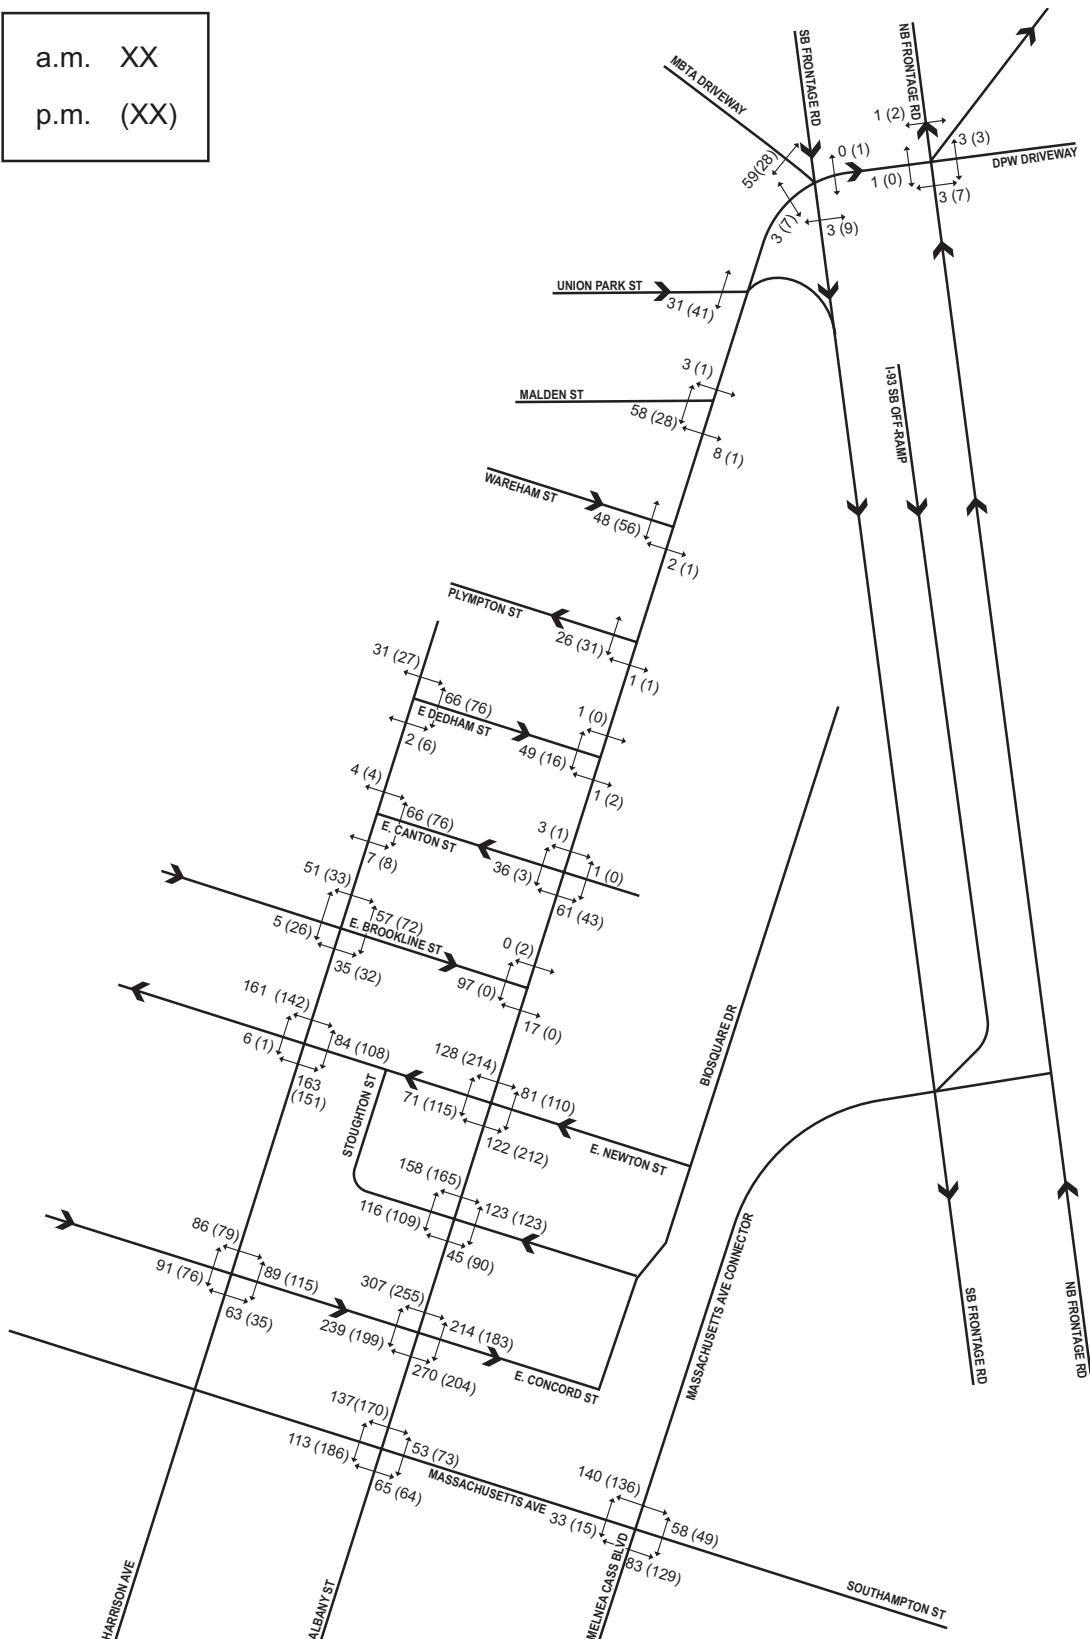 a.m. XX
p.m. (XX)
SB FRONTAGE RD
NB FRONTAGE RD
MBTA DRIVEWAY
1 (2)
3 (3)
0 (1)
59(28)
DPW DRIVEWAY
1 (0)
3 (7)
3 (7)
3 (9)
UNION PARK ST
31 (41)
3 (1)
I-93 SB OFF-RAMP
MALDEN ST
58 (28)
8 (1)
WAREHAM ST
48 (56)
2 (1)
PLYMPTON ST
26 (31)
31 (27)
1 (1)
66 (76)
1 (0)
E DEDHAM ST
2 (6)
49 (16)
4 (4)
1 (2)
66 (76)
E. CANTON ST
3 (1)
7 (8)
36 (3)
1 (0)
51 (33)
61 (43)
57 (72)
5 (26)
E. BROOKLINE ST
0 (2)
35 (32)
97 (0)
161 (142)
17 (0)
6 (1)
84 (108)
128 (214)
BIOSQUARE DR
163
(151)
71 (115)
81 (110)
STOUGHTON ST
122 (212)
E. NEWTON ST
158 (165)
116 (109)
123 (123)
86 (79)
45 (90)
91 (76)
89 (115)
307 (255)
MASSACHUSETTS AVE CONNECTOR
63 (35)
239 (199)
214 (183)
SB FRONTAGE RD
NB FRONTAGE RD
270 (204)
E. CONCORD ST
137(170)
113 (186)
53 (73)
65 (64)
MASSACHUSETTS AVE
140 (136)
33 (15)
58 (49)
83 (129)
HARRISON AVE
ALBANY ST
MELNEA CASS BLVD
SOUTHAMPTON ST